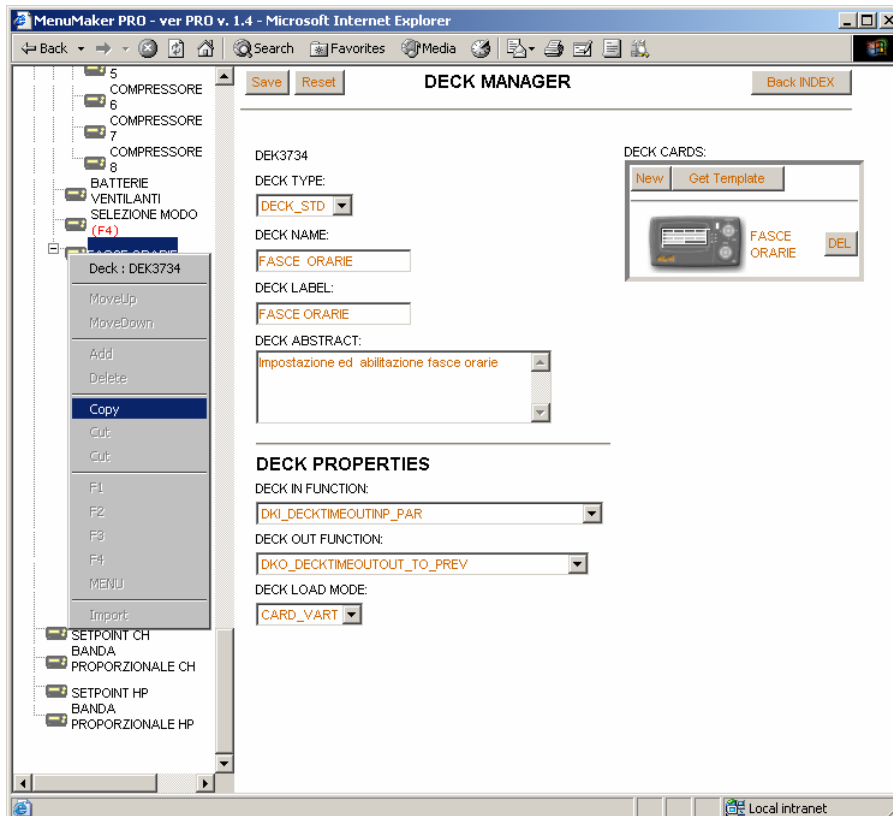 MenuMaker PRO - ver PRO v. 1.4 - Microsoft Internet Explorer
Back
Search
Favorites
Media
5
COMPRESSORE
6
COMPRESSORE
7
COMPRESSORE
8
BATTERIE
VENTILANTI
SELEZIONE MODO
(F4)
FASCE ORARIE
Deck : DEK3734
MoveUp
MoveDown
Add
Delete
Copy
Cut
Cut
F1
F2
F3
F4
MENU
Import
SETPOINT CH
BANDA
PROPORZIONALE CH
SETPOINT HP
BANDA
PROPORZIONALE HP
Save
Reset
DECK MANAGER
Back INDEX
DEK3734
DECK TYPE:
DECK_STD
DECK NAME:
FASCE ORARIE
DECK LABEL:
FASCE ORARIE
DECK ABSTRACT:
Impostazione ed abilitazione fasce orarie
DECK PROPERTIES
DECK IN FUNCTION:
DKI_DECKTIMEOUTINP_PAR
DECK OUT FUNCTION:
DKO_DECKTIMEOUTOUT_TO_PREV
DECK LOAD MODE:
CARD_VART
DECK CARDS:
New
Get Template
FASCE
ORARIE
DEL
Local intranet